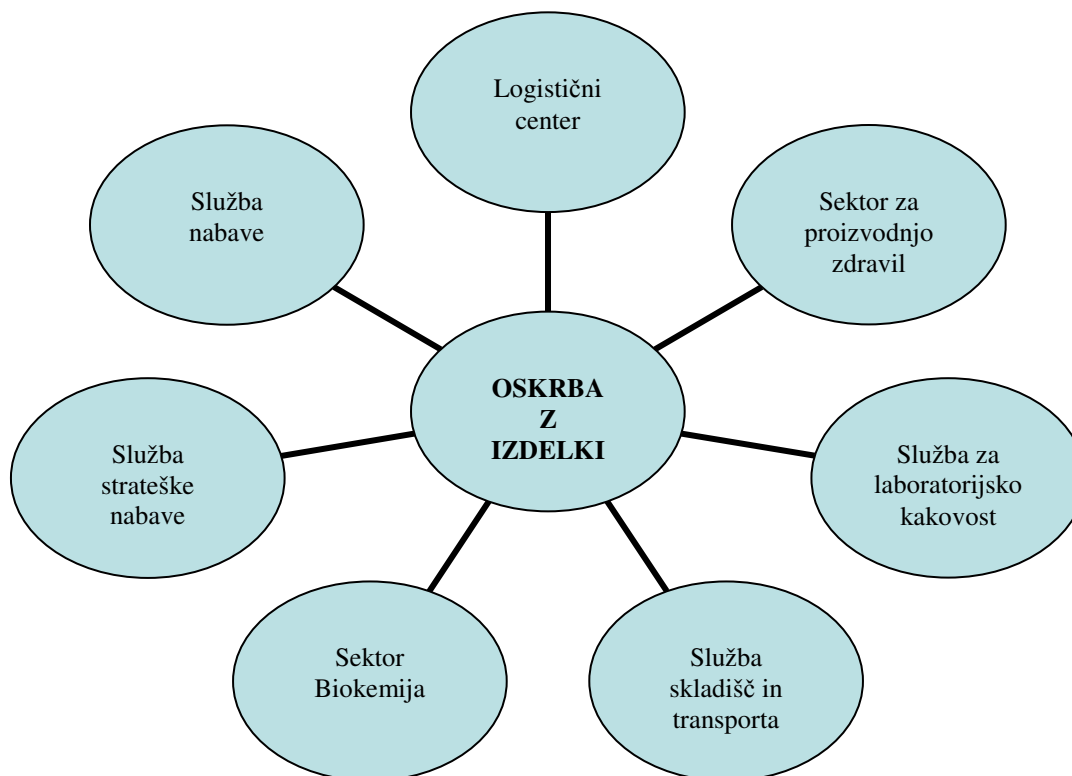 Logistični
center
Služba
nabave
Sektor za
proizvodnjo
zdravil
OSKRBA
Z
IZDELKI
Služba
strateške
nabave
Služba za
laboratorijsko
kakovost
Sektor
Biokemija
Služba
skladišč in
transporta